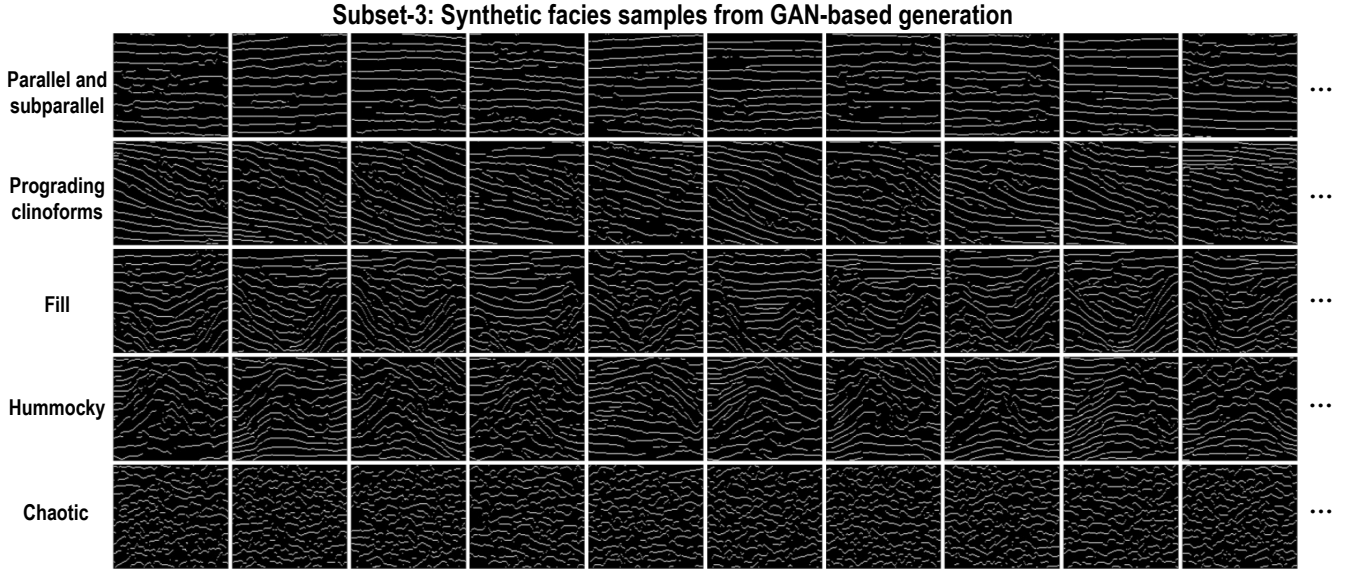 Subset-3: Synthetic facies samples from GAN-based generation
Parallel and
subparallel
...
Prograding
clinoforms
...
Fill
...
Hummocky
...
Chaotic
...